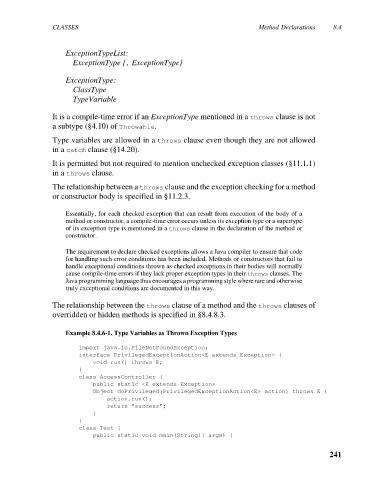 CLASSES Method Declarations 8.4
ExceptionTypeList:
ExceptionType {, ExceptionType}
ExceptionType:
ClassType
TypeVariable
It is a compile-time error if an ExceptionType mentioned in a throws clause is not
a subtype (§4.10) of Throwable.
Type variables are allowed in a throws clause even though they are not allowed
in a catch clause (§14.20).
It is permitted but not required to mention unchecked exception classes (§11.1.1)
in a throws clause.
The relationship between a throws clause and the exception checking for a method
or constructor body is specified in §11.2.3.
Essentially, for each checked exception that can result from execution of the body of a
method or constructor, a compile-time error occurs unless its exception type or a supertype
of its exception type is mentioned in a throws clause in the declaration of the method or
constructor.
The requirement to declare checked exceptions allows a Java compiler to ensure that code
for handling such error conditions has been included. Methods or constructors that fail to
handle exceptional conditions thrown as checked exceptions in their bodies will normally
cause compile-time errors if they lack proper exception types in their throws clauses. The
Java programming language thus encourages a programming style where rare and otherwise
truly exceptional conditions are documented in this way.
The relationship between the throws clause of a method and the throws clauses of
overridden or hidden methods is specified in §8.4.8.3.
Example 8.4.6-1. Type Variables as Thrown Exception Types
import java.io.FileNotFoundException;
interface PrivilegedExceptionAction<E extends Exception> {
void run() throws E;
}
class AccessController {
public static <E extends Exception>
Object doPrivileged(PrivilegedExceptionAction<E> action) throws E {
action.run();
return "success";
}
}
class Test {
public static void main(String[] args) {
241